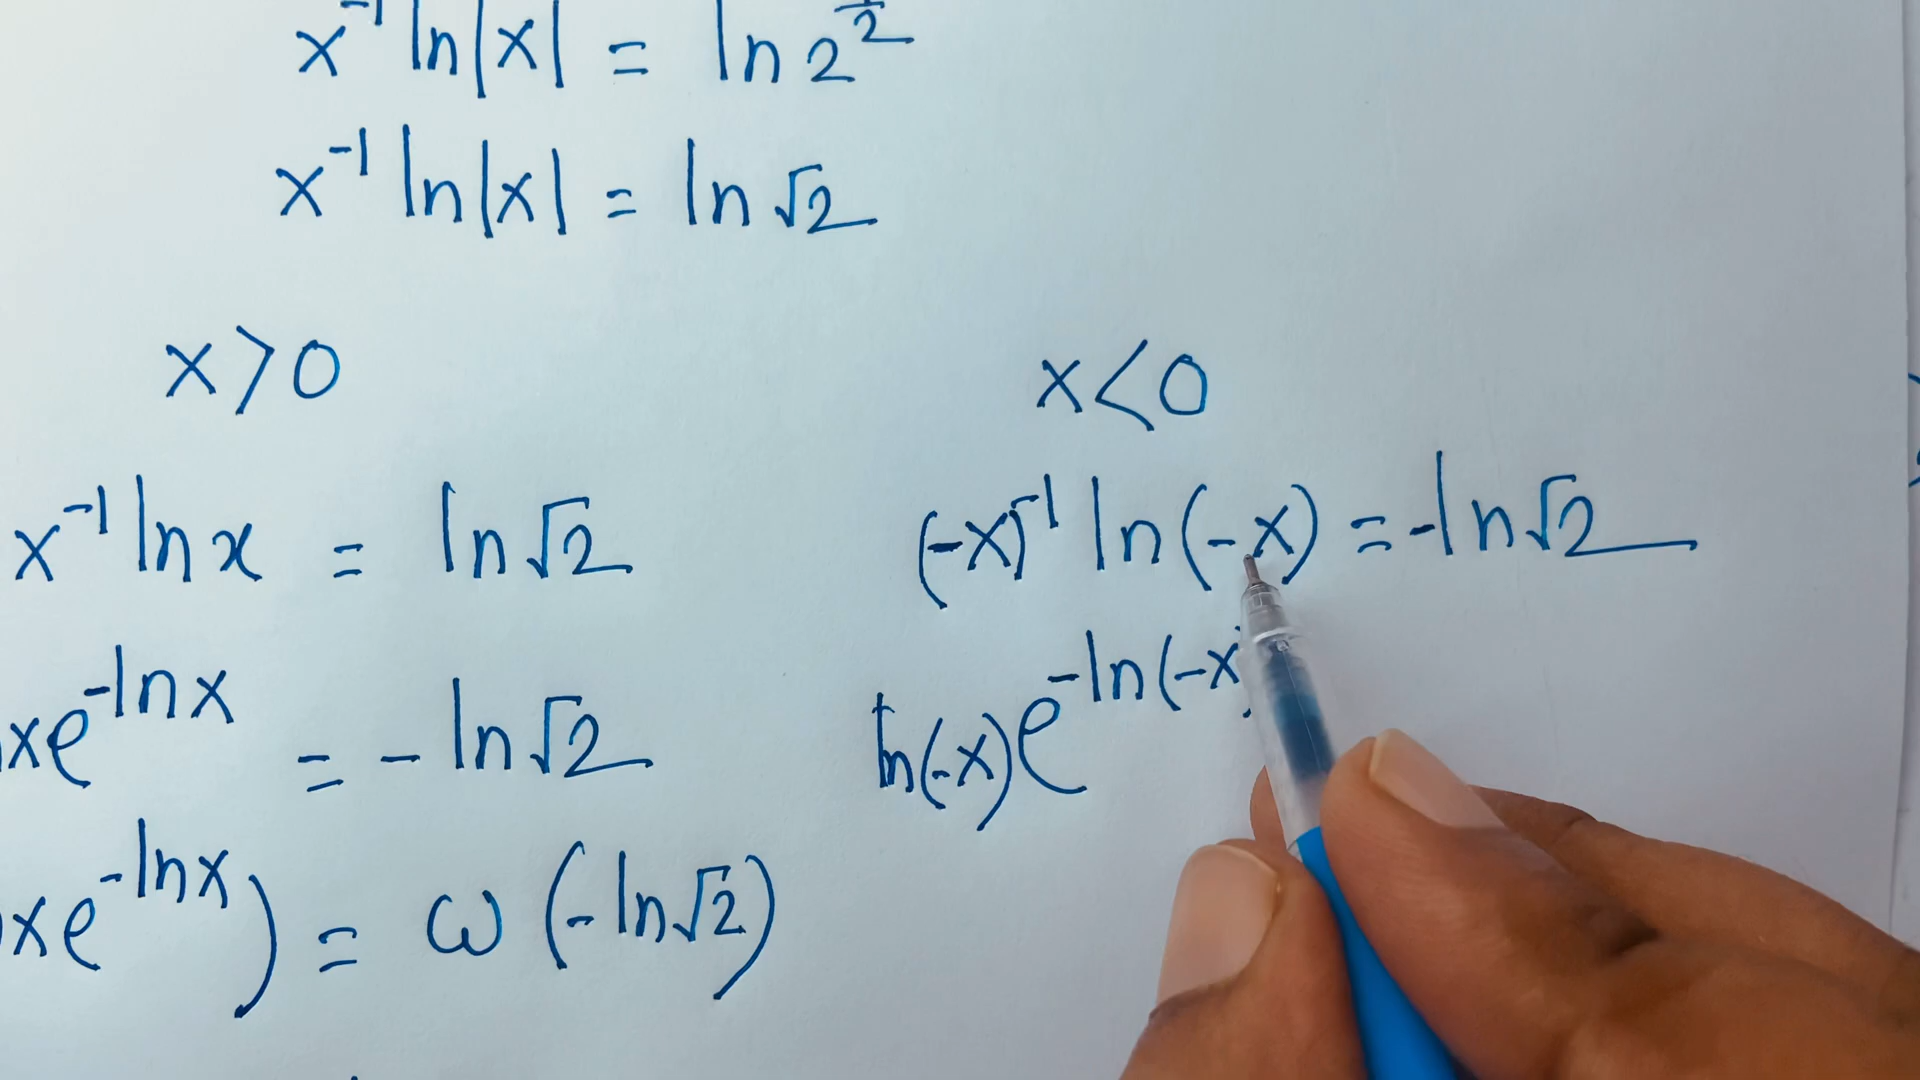 x⁻¹ ln|x| = ln 2^½
x⁻¹ ln|x| = ln √2
x > 0
x < 0
x⁻¹ ln x = ln √2
(-x)⁻¹ ln(-x) = -ln √2
xe^(-ln x) = - ln √2
ln(-x) e^(-ln(-x)
xe^(-ln x)) = ω (-ln √2)